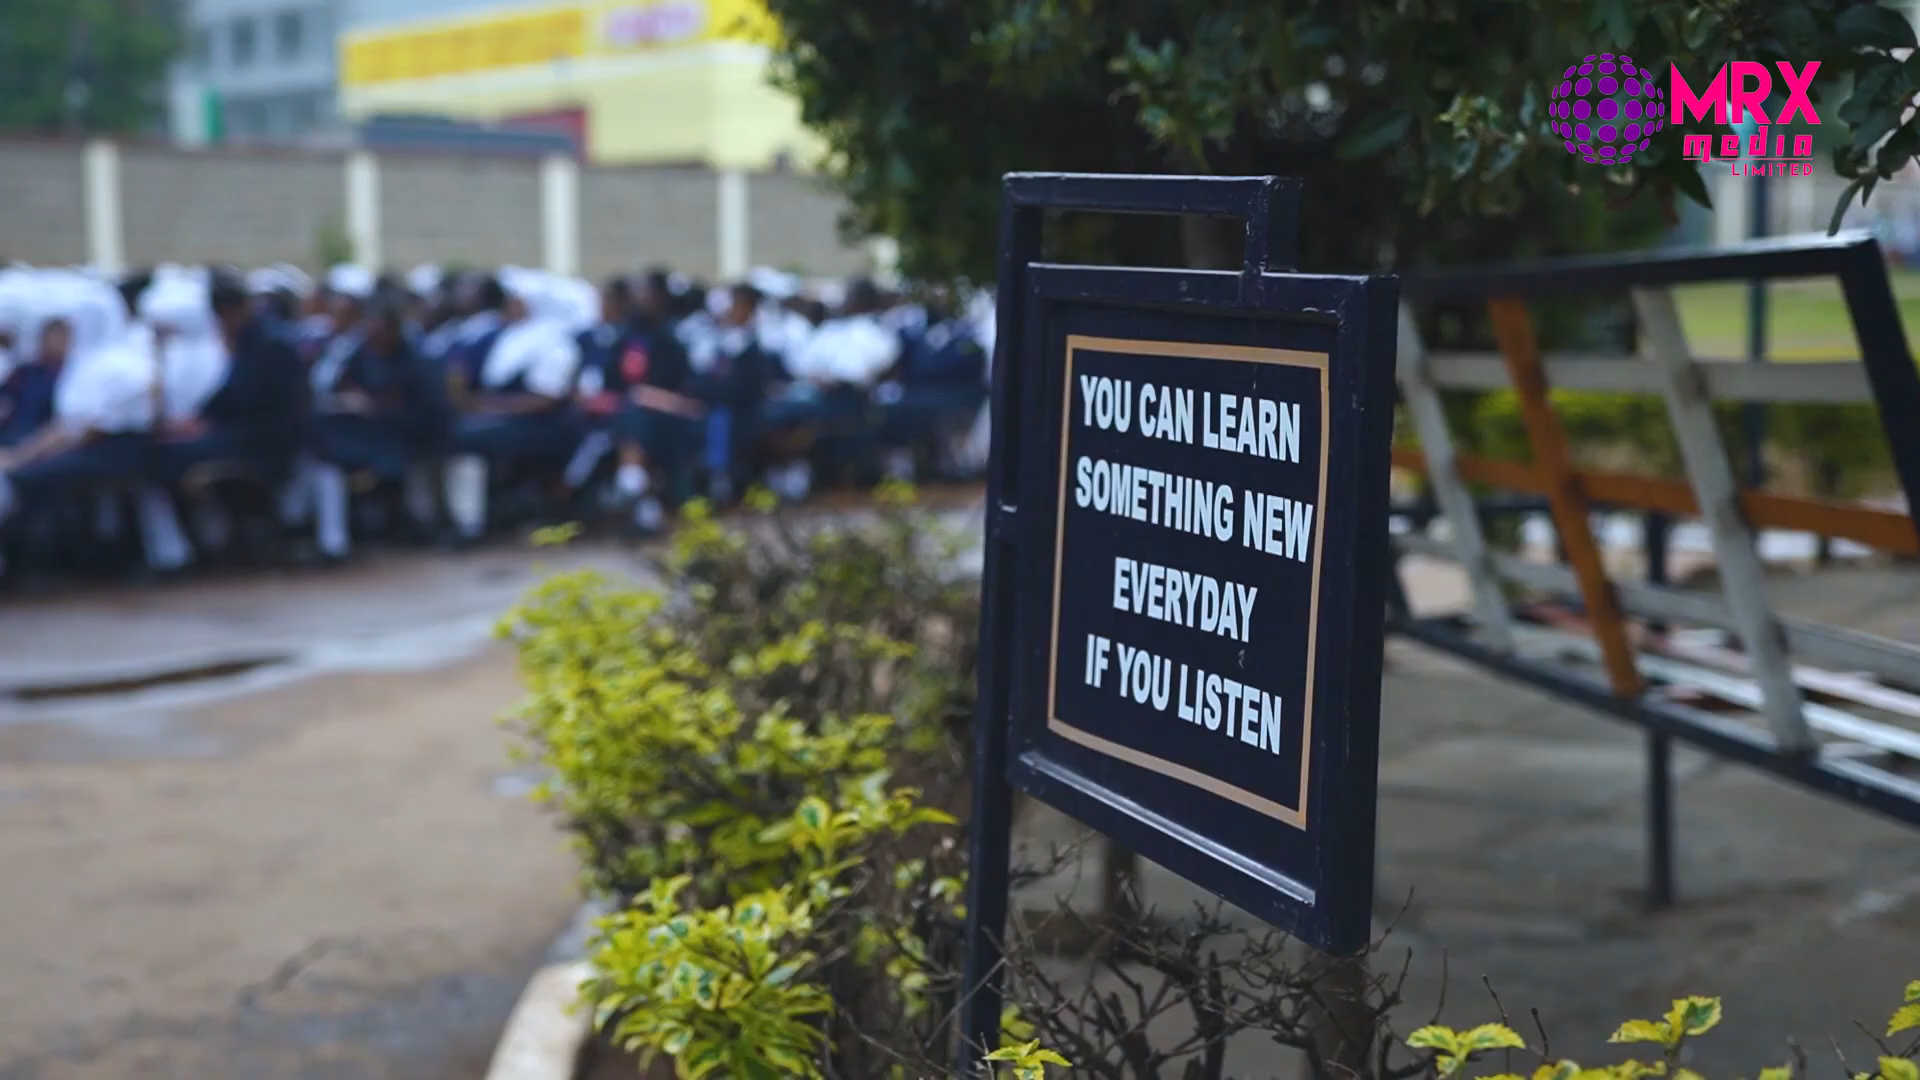 MRX
media
LIMITED
YOU CAN LEARN
SOMETHING NEW
EVERYDAY
IF YOU LISTEN